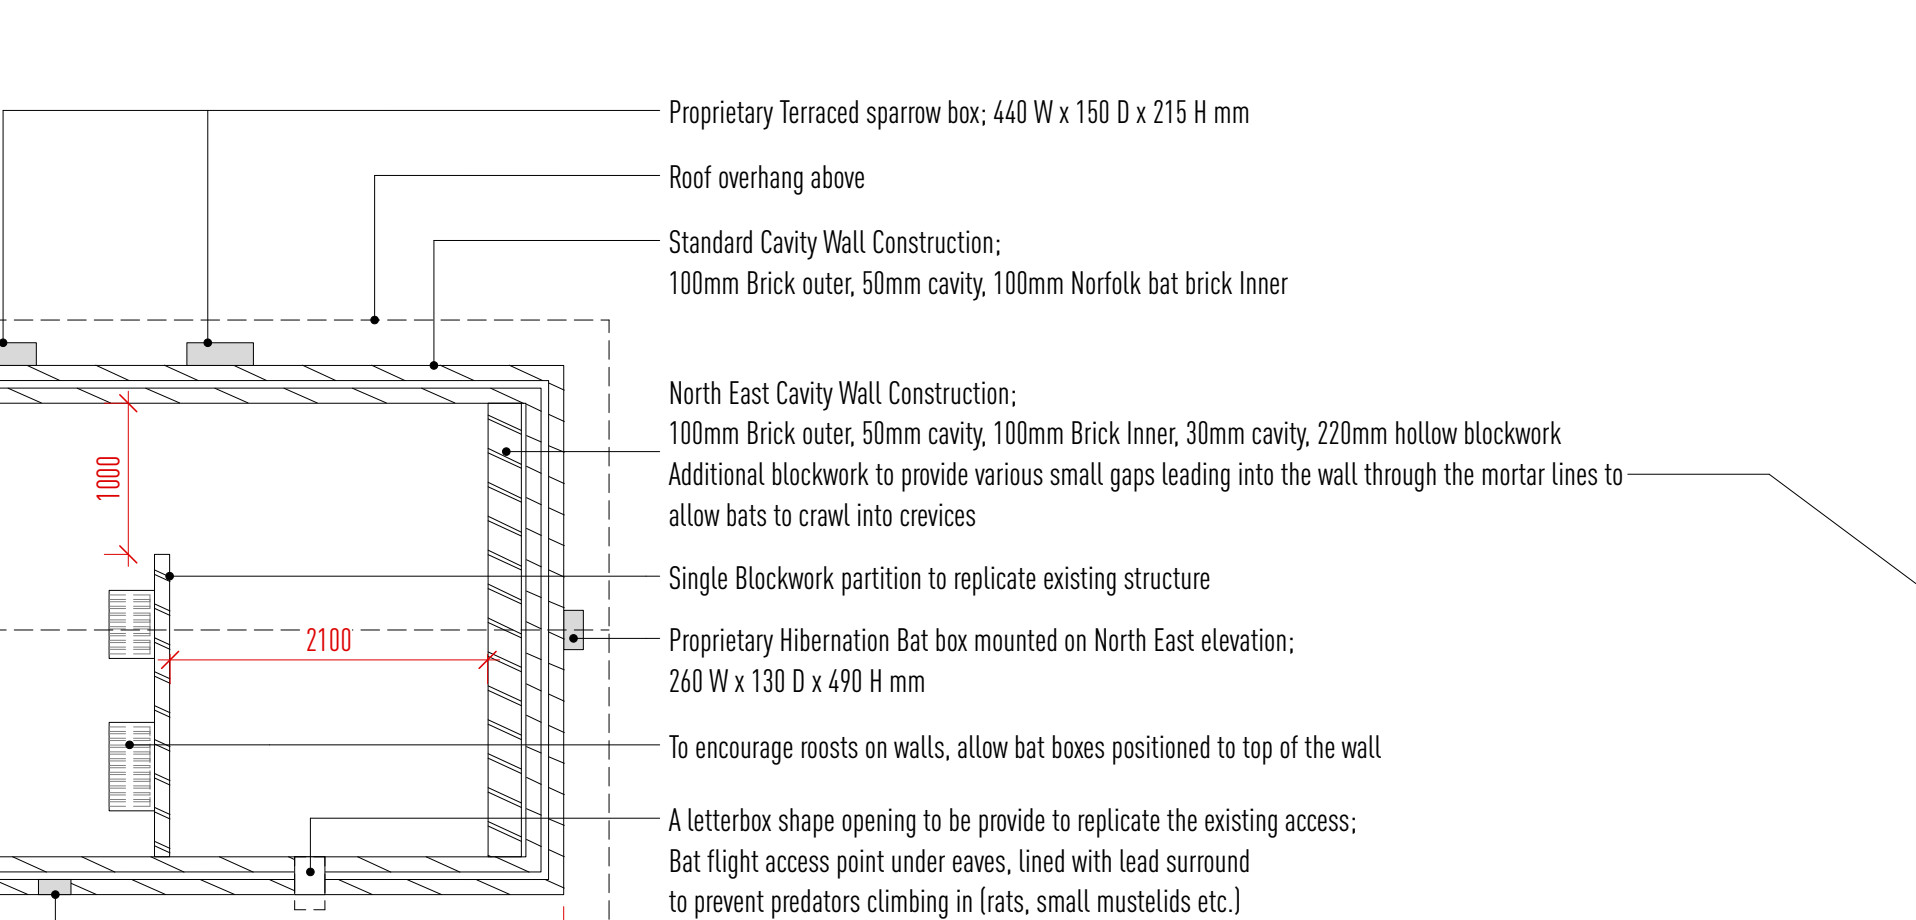 Proprietary Terraced sparrow box; 440 W x 150 D x 215 H mm
Roof overhang above
Standard Cavity Wall Construction;
100mm Brick outer, 50mm cavity, 100mm Norfolk bat brick Inner
North East Cavity Wall Construction;
100mm Brick outer, 50mm cavity, 100mm Brick Inner, 30mm cavity, 220mm hollow blockwork
Additional blockwork to provide various small gaps leading into the wall through the mortar lines to
allow bats to crawl into crevices
1000
Single Blockwork partition to replicate existing structure
2100
Proprietary Hibernation Bat box mounted on North East elevation;
260 W x 130 D x 490 H mm
To encourage roosts on walls, allow bat boxes positioned to top of the wall
A letterbox shape opening to be provide to replicate the existing access;
Bat flight access point under eaves, lined with lead surround
to prevent predators climbing in (rats, small mustelids etc.)